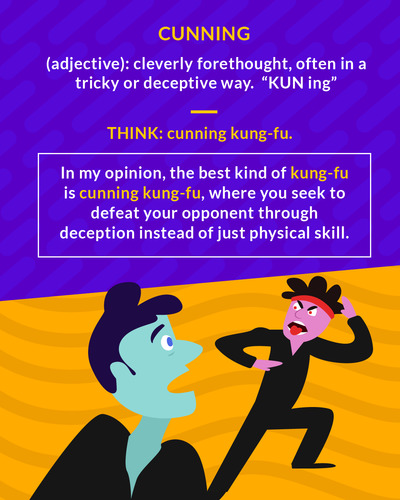 CUNNING
(adjective): cleverly forethought, often in a
tricky or deceptive way.  “KUN ing”
THINK: cunning kung-fu.
In my opinion, the best kind of kung-fu
is cunning kung-fu, where you seek to
defeat your opponent through
deception instead of just physical skill.